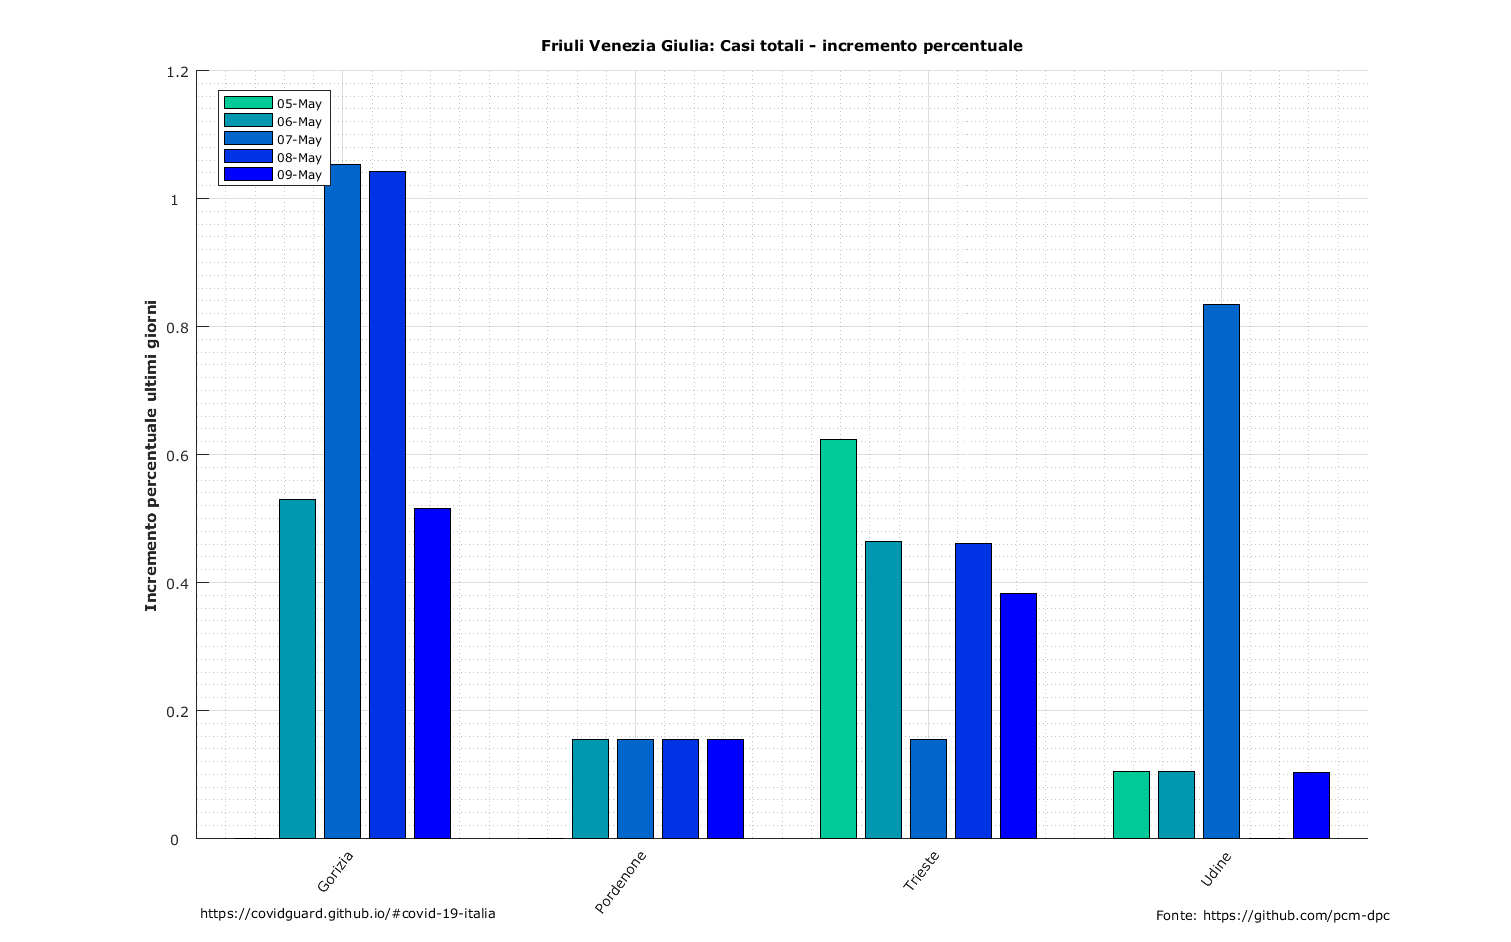 Friuli Venezia Giulia: Casi totali - incremento percentuale
1.2
1
0.8
0.6
0.4
0.2
0
05-May
06-May
07-May
08-May
09-May
Incremento percentuale ultimi giorni
Gorizia
Pordenone
Trieste
Udine
https://covidguard.github.io/#covid-19-italia
Fonte: https://github.com/pcm-dpc